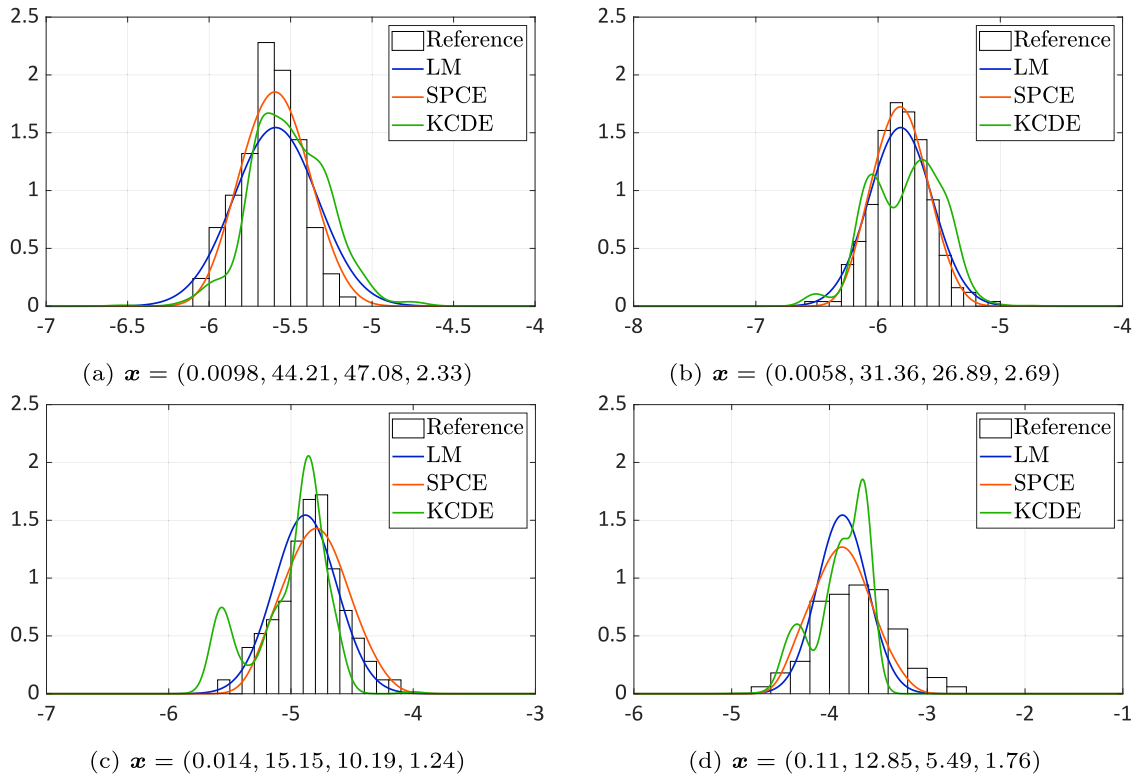 2.5
2
1.5
1
0.5
0
-7
-6.5
-6
-5.5
-5
-4.5
-4
Reference
LM
SPCE
KCDE
(a) x = (0.0098, 44.21, 47.08, 2.33)
2.5
2
1.5
1
0.5
0
-8
-7
-6
-5
-4
Reference
LM
SPCE
KCDE
(b) x = (0.0058, 31.36, 26.89, 2.69)
2.5
2
1.5
1
0.5
0
-7
-6
-5
-4
-3
Reference
LM
SPCE
KCDE
(c) x = (0.014, 15.15, 10.19, 1.24)
2.5
2
1.5
1
0.5
0
-6
-5
-4
-3
-2
-1
Reference
LM
SPCE
KCDE
(d) x = (0.11, 12.85, 5.49, 1.76)